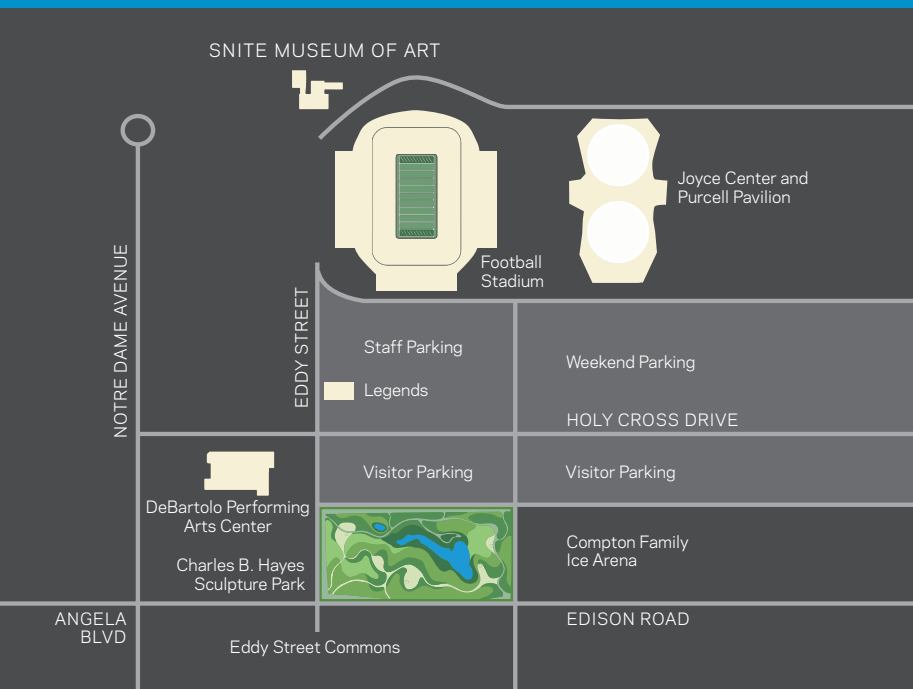 SNITE MUSEUM OF ART
Joyce Center and
Purcell Pavilion
Football
Stadium
NOTRE DAME AVENUE
EDDY STREET
Staff Parking
Weekend Parking
Legends
HOLY CROSS DRIVE
Visitor Parking
Visitor Parking
DeBartolo Performing
Arts Center
Compton Family
Ice Arena
Charles B. Hayes
Sculpture Park
ANGELA
BLVD
EDISON ROAD
Eddy Street Commons